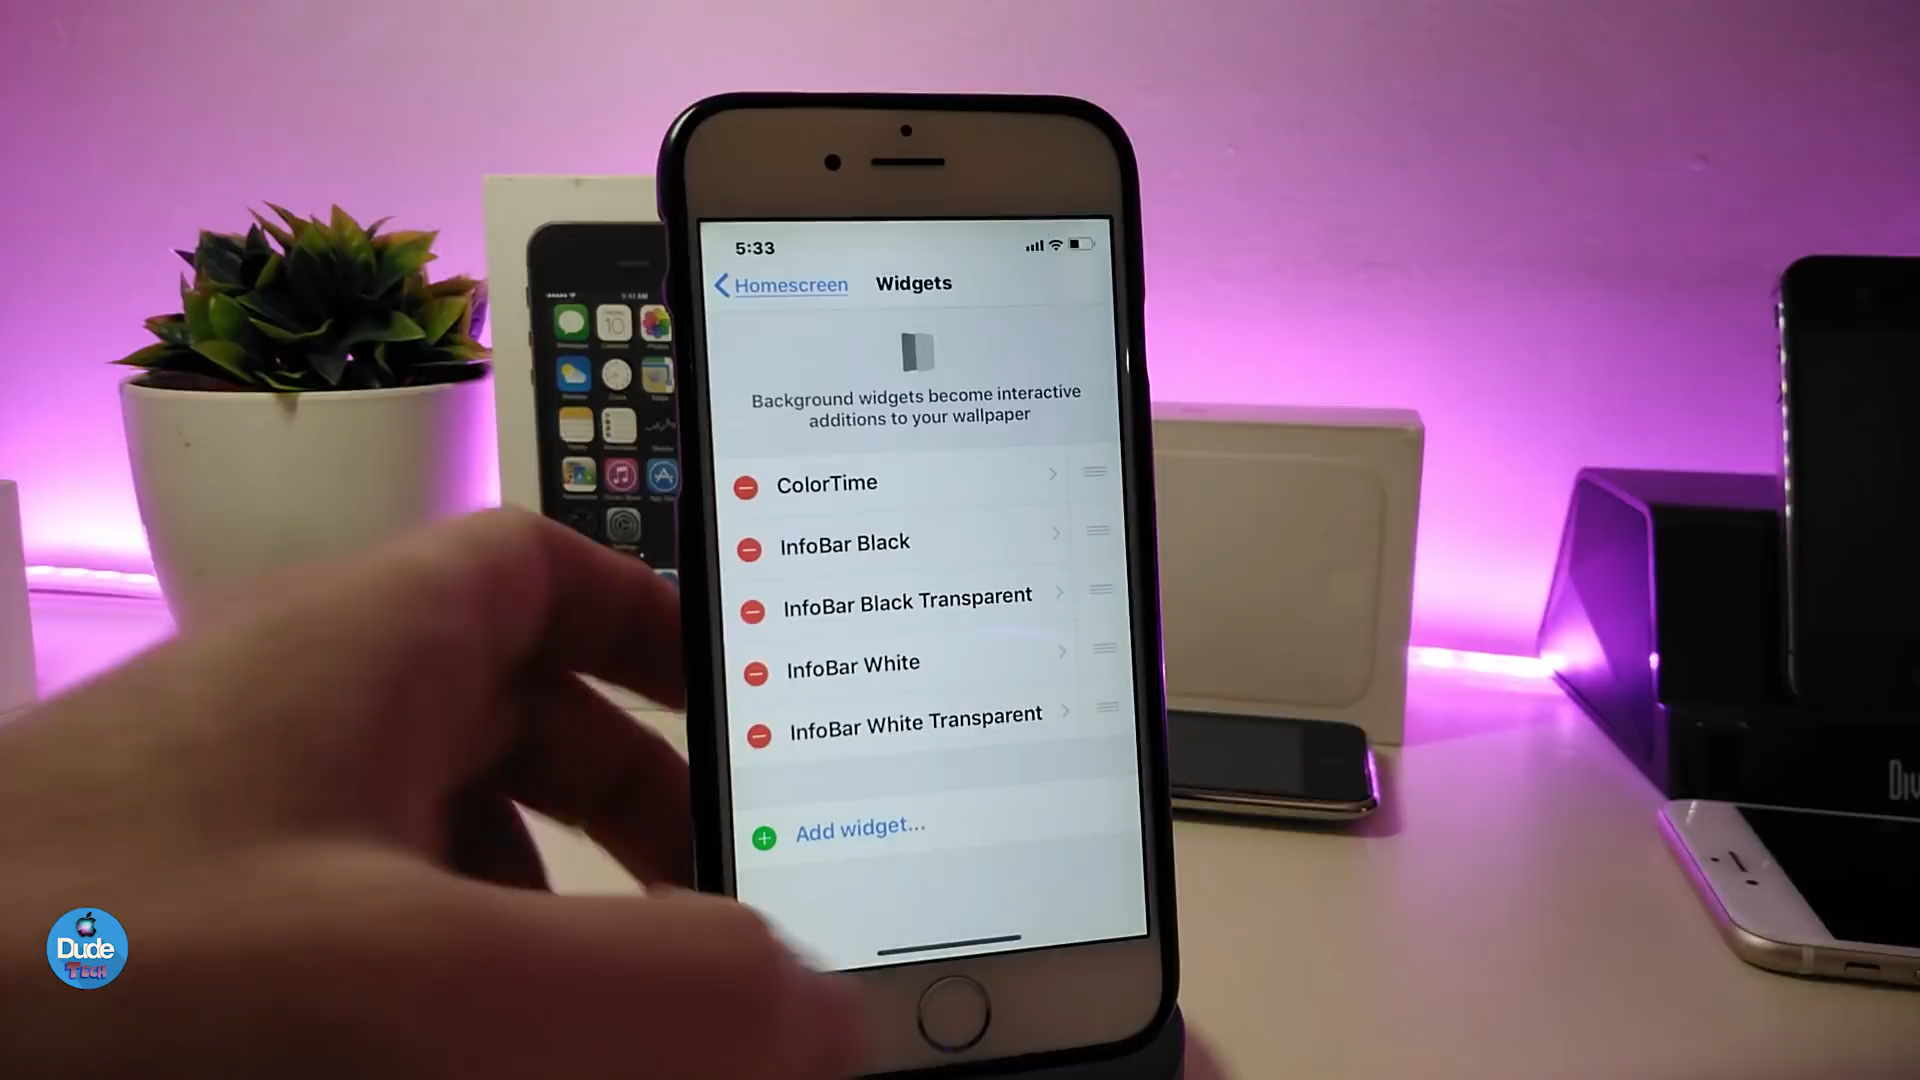 5:33
Homescreen
Widgets
Background widgets become interactive
additions to your wallpaper
ColorTime
InfoBar Black
InfoBar Black Transparent
InfoBar White
InfoBar White Transparent
Add widget...
Dude
TECH